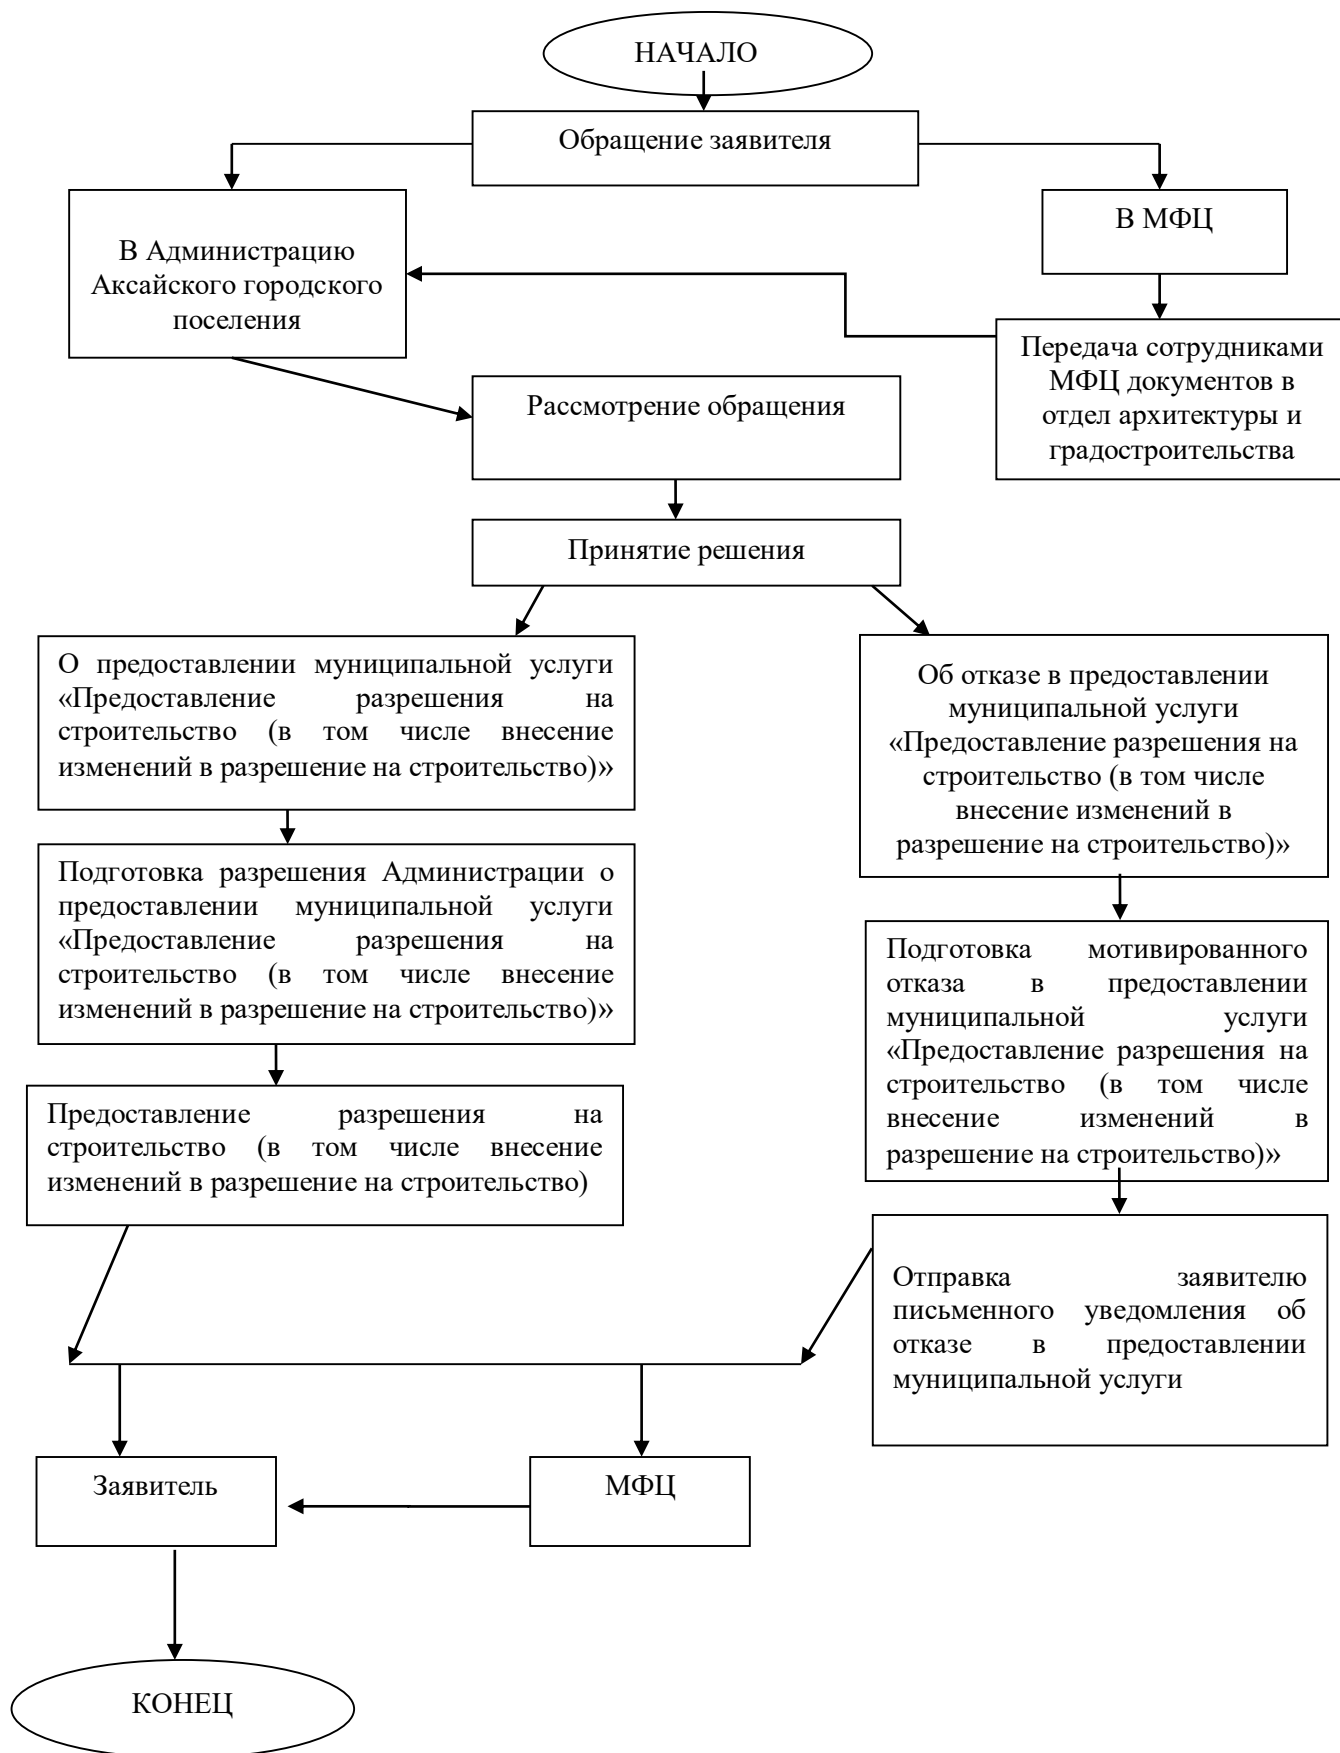 НАЧАЛО
Обращение заявителя
В Администрацию
Аксайского городского
поселения
В МФЦ
Передача сотрудниками
МФЦ документов в
отдел архитектуры и
градостроительства
Рассмотрение обращения
Принятие решения
О предоставлении муниципальной услуги
«Предоставление разрешения на
строительство (в том числе внесение
изменений в разрешение на строительство)»
Об отказе в предоставлении
муниципальной услуги
«Предоставление разрешения на
строительство (в том числе
внесение изменений в
разрешение на строительство)»
Подготовка разрешения Администрации о
предоставлении муниципальной услуги
«Предоставление разрешения на
строительство (в том числе внесение
изменений в разрешение на строительство)»
Подготовка мотивированного
отказа в предоставлении
муниципальной услуги
«Предоставление разрешения на
строительство (в том числе
внесение изменений в
разрешение на строительство)»
Предоставление разрешения на
строительство (в том числе внесение
изменений в разрешение на строительство)
Отправка заявителю
письменного уведомления об
отказе в предоставлении
муниципальной услуги
Заявитель
МФЦ
КОНЕЦ